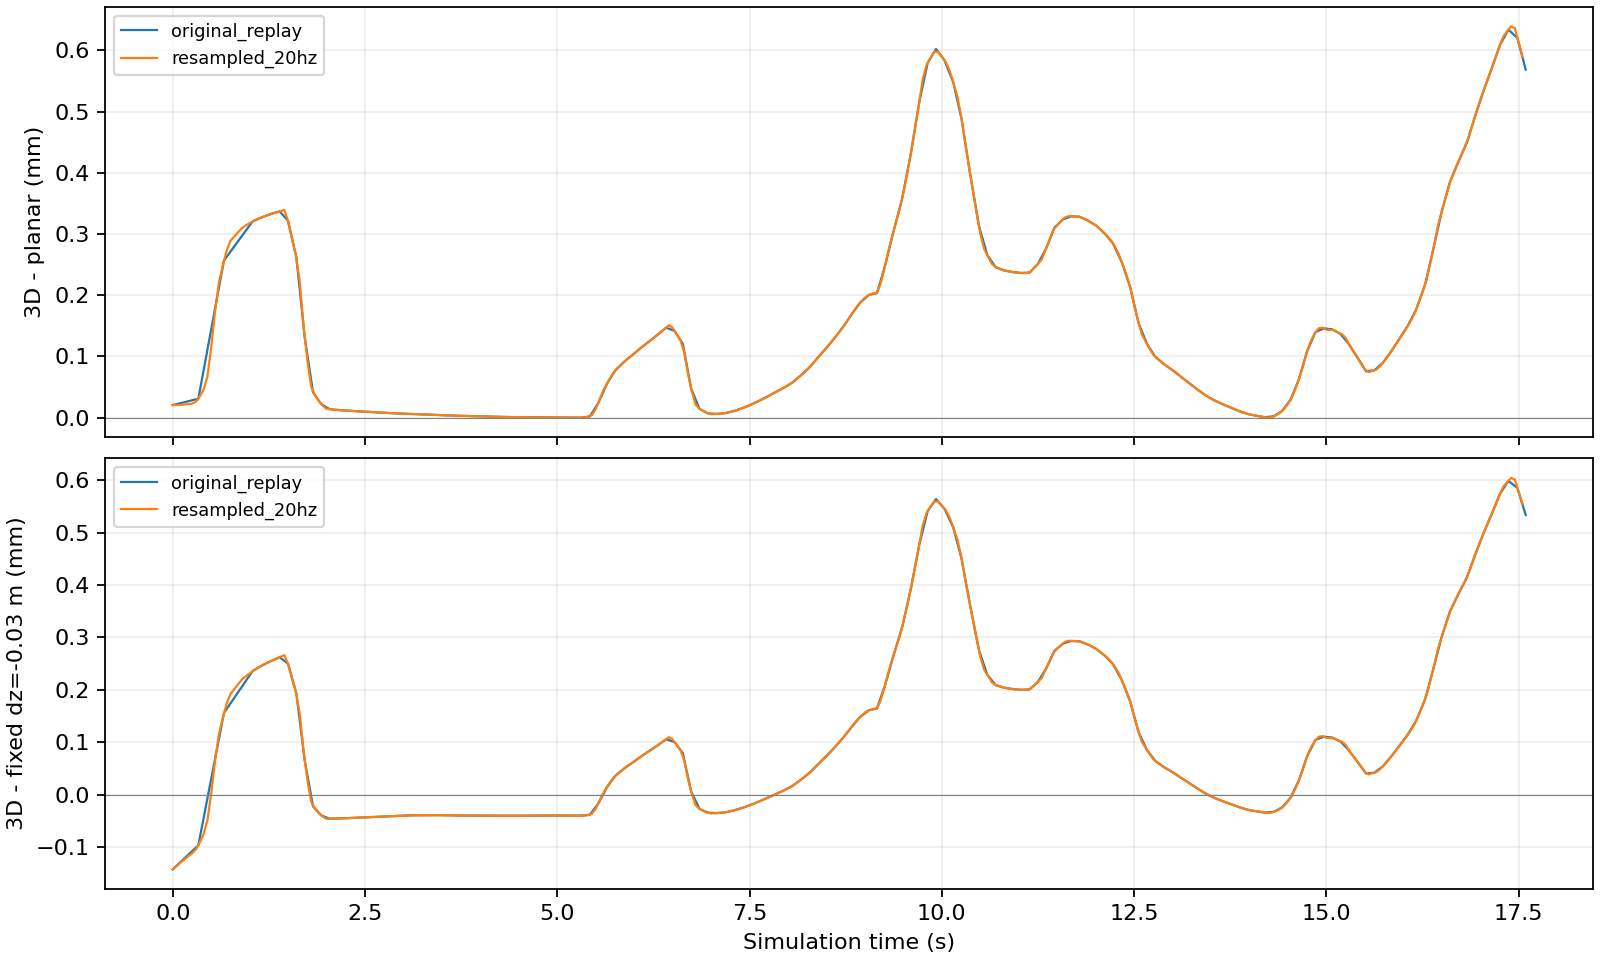 original_replay
resampled_20hz
3D - planar (mm)
0.6
0.5
0.4
0.3
0.2
0.1
0.0
original_replay
resampled_20hz
3D - fixed dz=-0.03 m (mm)
0.6
0.5
0.4
0.3
0.2
0.1
0.0
−0.1
0.0 2.5 5.0 7.5 10.0 12.5 15.0 17.5
Simulation time (s)